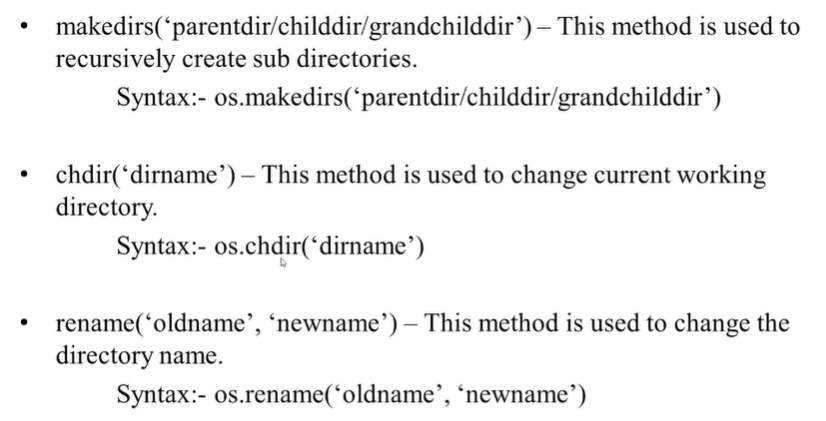 • makedirs(‘parentdir/childdir/grandchilddir’) – This method is used to
recursively create sub directories.
Syntax:- os.makedirs(‘parentdir/childdir/grandchilddir’)
• chdir(‘dirname’) – This method is used to change current working
directory.
Syntax:- os.chdir(‘dirname’)
• rename(‘oldname’, ‘newname’) – This method is used to change the
directory name.
Syntax:- os.rename(‘oldname’, ‘newname’)